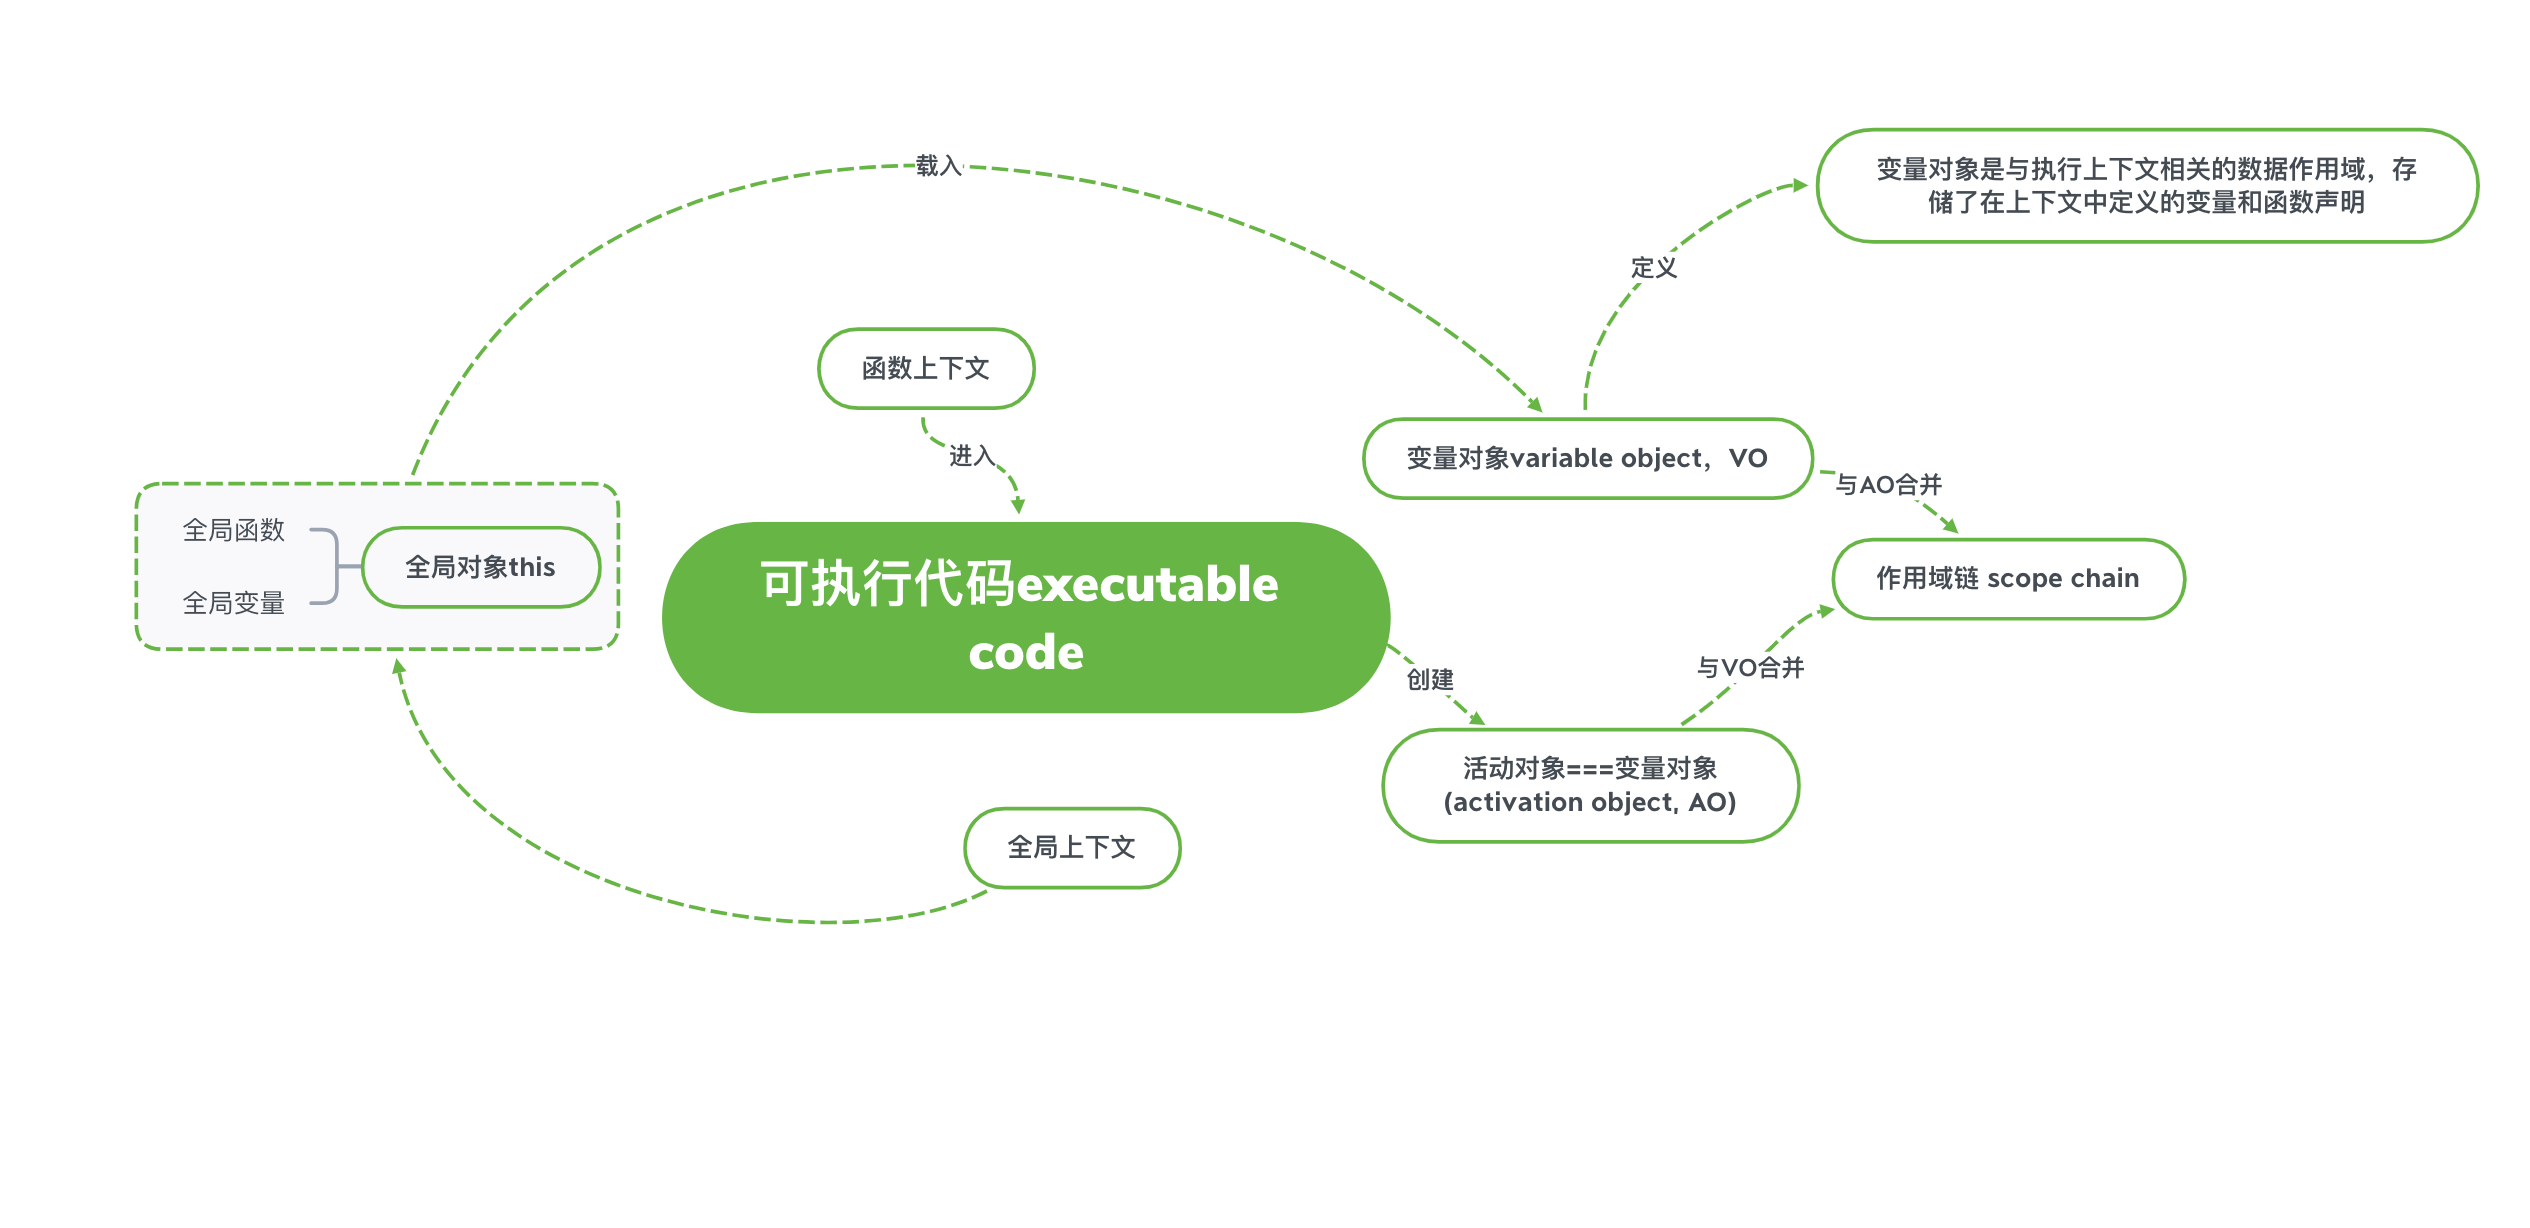 载入
变量对象是与执行上下文相关的数据作用域，存
储了在上下文中定义的变量和函数声明
定义
函数上下文
进入
变量对象variable object，VO
与AO合并
全局函数
全局对象this
全局变量
可执行代码executable
code
作用域链 scope chain
创建
与VO合并
活动对象===变量对象
(activation object, AO)
全局上下文